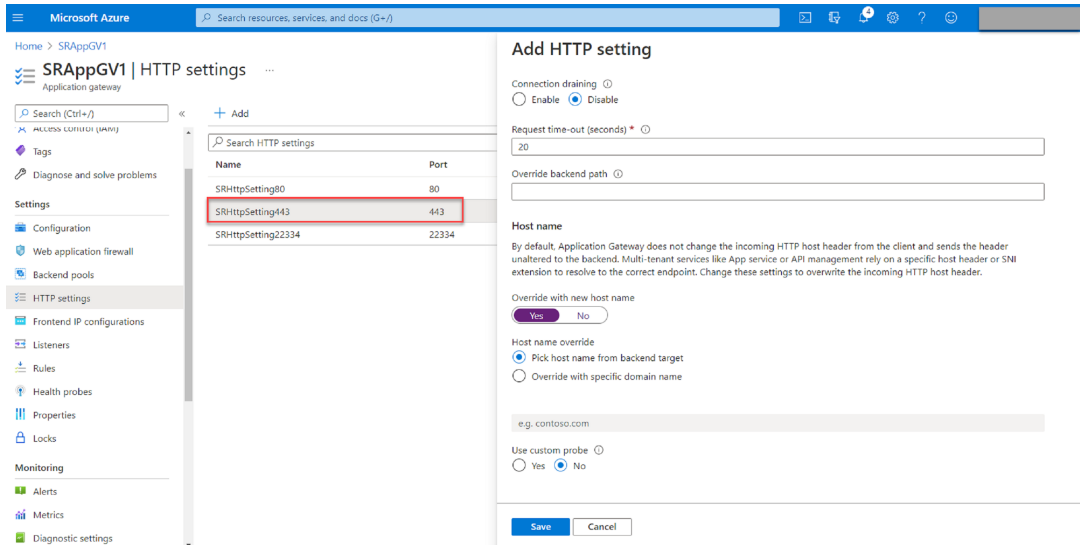 Microsoft Azure
Search resources, services, and docs (G+/)
4
Home > SRAppGV1
SRAppGV1 | HTTP settings ...
Application gateway
Search (Ctrl+/)
«
Access control (IAM)
Tags
Diagnose and solve problems
Settings
Configuration
Web application firewall
Backend pools
HTTP settings
Frontend IP configurations
Listeners
Rules
Health probes
Properties
Locks
Monitoring
Alerts
Metrics
Diagnostic settings
+ Add
Search HTTP settings
Name Port
SRHttpSetting80 80
SRHttpSetting443 443
SRHttpSetting22334 22334
Add HTTP setting
Connection draining
Enable Disable
Request time-out (seconds) *
20
Override backend path
Host name
By default, Application Gateway does not change the incoming HTTP host header from the client and sends the header
unaltered to the backend. Multi-tenant services like App service or API management rely on a specific host header or SNI
extension to resolve to the correct endpoint. Change these settings to overwrite the incoming HTTP host header.
Override with new host name
Yes No
Host name override
Pick host name from backend target
Override with specific domain name
e.g. contoso.com
Use custom probe
Yes No
Save Cancel